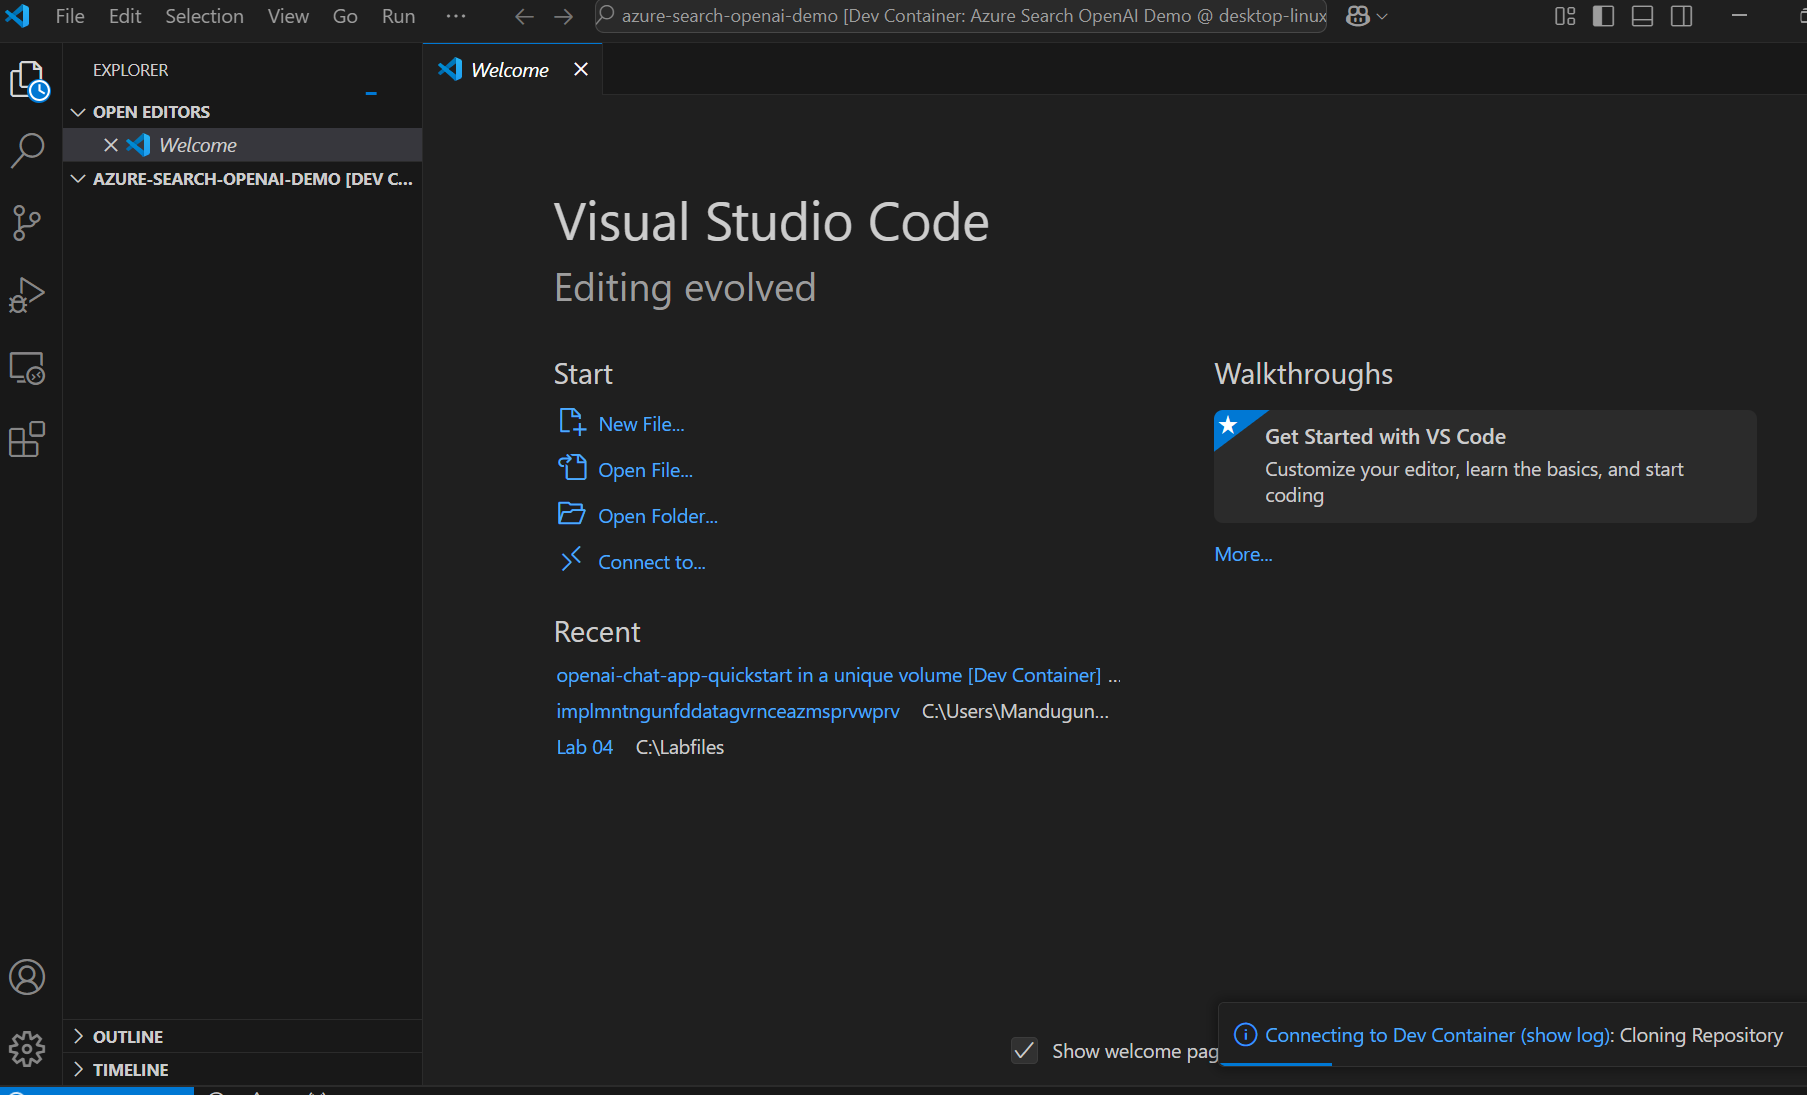 File Edit Selection View Go Run ···
azure-search-openai-demo [Dev Container: Azure Search OpenAI Demo @ desktop-linux
EXPLORER
OPEN EDITORS
Welcome
AZURE-SEARCH-OPENAI-DEMO [DEV C...
OUTLINE
TIMELINE
Welcome
Visual Studio Code
Editing evolved
Start
New File...
Open File...
Open Folder...
Connect to...
Recent
openai-chat-app-quickstart in a unique volume [Dev Container] ...
implmntngunfddatagvrnceazmsprvwprv C:\Users\Mandugun...
Lab 04 C:\Labfiles
Walkthroughs
Get Started with VS Code
Customize your editor, learn the basics, and start
coding
More...
Show welcome pag
Connecting to Dev Container (show log): Cloning Repository